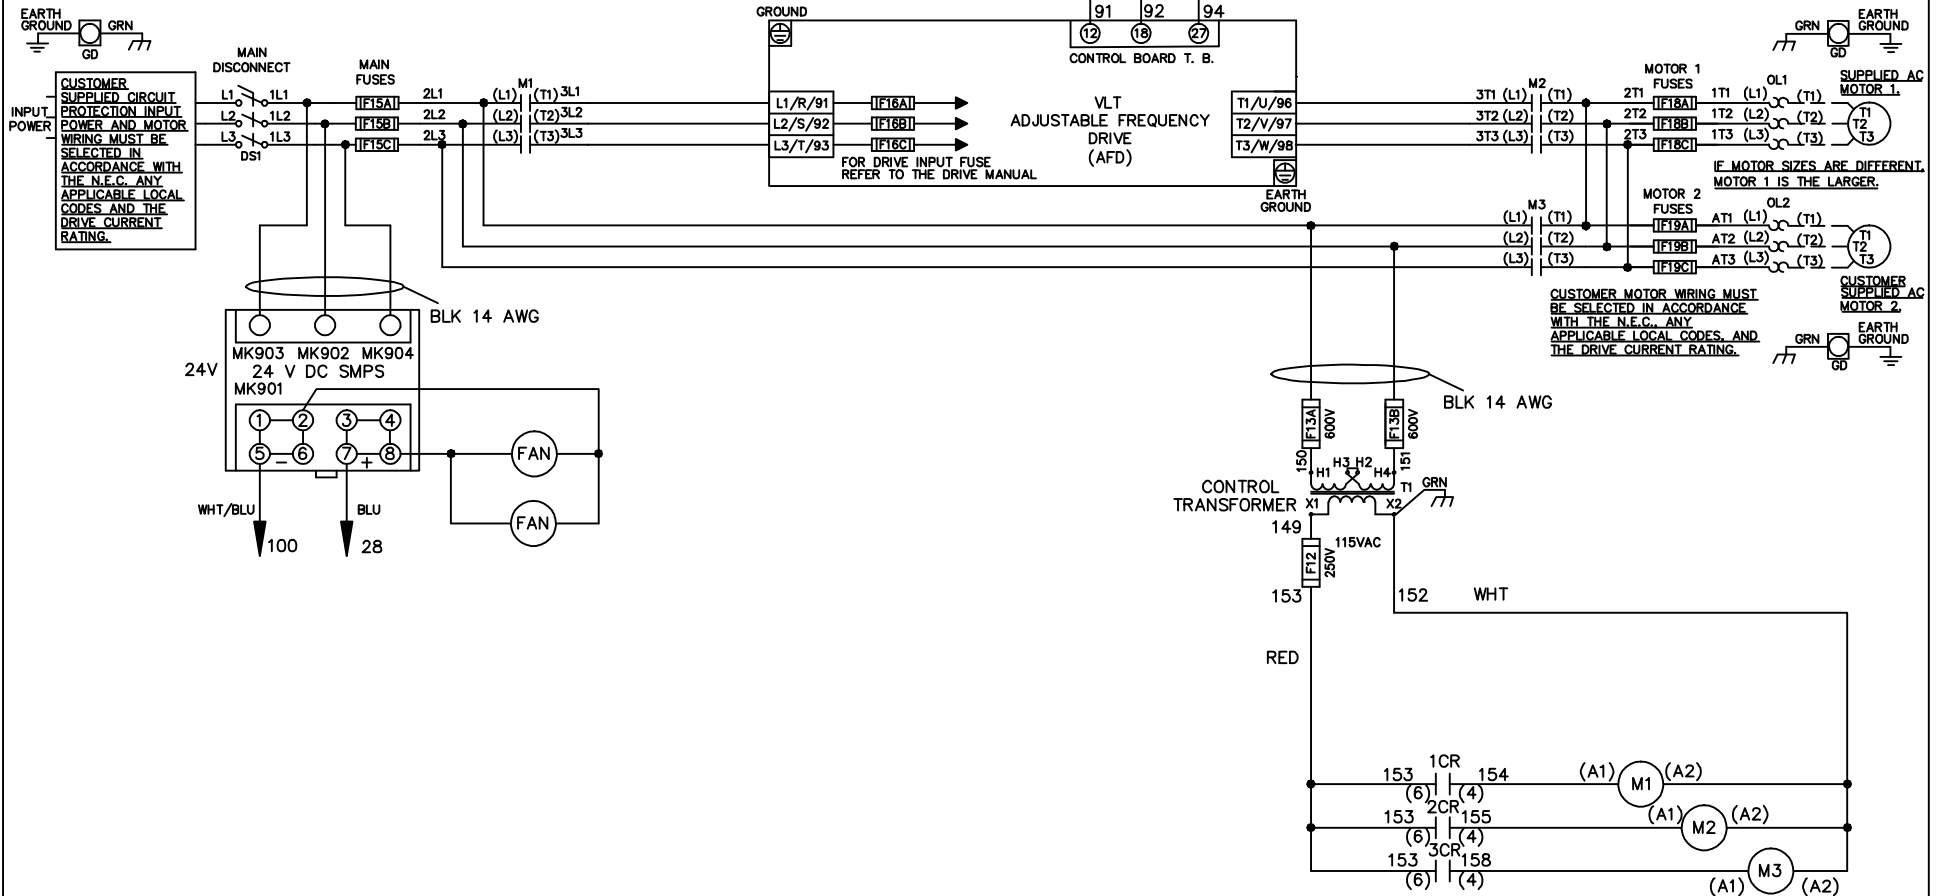 EARTH
GROUND
GRN
GD
GROUND
91
92
94
12
18
27
CONTROL BOARD T. B.
GRN
EARTH
GROUND
GD
MAIN
DISCONNECT
MAIN
FUSES
INPUT
POWER
CUSTOMER
SUPPLIED CIRCUIT
PROTECTION INPUT
POWER AND MOTOR
WIRING MUST BE
SELECTED IN
ACCORDANCE WITH
THE N.E.C. ANY
APPLICABLE LOCAL
CODES AND THE
DRIVE CURRENT
RATING.
L1 1L1 F15A 2L1 (L1) M1 (T1) 3L1
L2 1L2 F15B 2L2 (L2) (T2) 3L2
L3 1L3 F15C 2L3 (L3) (T3) 3L3
DS1
L1/R/91 F16A
L2/S/92 F16B
L3/T/93 F16C
FOR DRIVE INPUT FUSE
REFER TO THE DRIVE MANUAL
VLT
ADJUSTABLE FREQUENCY
DRIVE
(AFD)
T1/U/96
T2/V/97
T3/W/98
EARTH
GROUND
MOTOR 1
FUSES
OL1
SUPPLIED AC
MOTOR 1.
3T1 (L1) M2 (T1) 2T1 F18A 1T1 (L1) (T1) T1
3T2 (L2) (T2) 2T2 F18B 1T2 (L2) (T2) T2
3T3 (L3) (T3) 2T3 F18C 1T3 (L3) (T3) T3
IF MOTOR SIZES ARE DIFFERENT,
MOTOR 1 IS THE LARGER.
MOTOR 2
FUSES
OL2
M3
(L1) (T1) F19A AT1 (L1) (T1) T1
(L2) (T2) F19B AT2 (L2) (T2) T2
(L3) (T3) F19C AT3 (L3) (T3) T3
CUSTOMER
SUPPLIED AC
MOTOR 2.
CUSTOMER MOTOR WIRING MUST
BE SELECTED IN ACCORDANCE
WITH THE N.E.C., ANY
APPLICABLE LOCAL CODES, AND
THE DRIVE CURRENT RATING.
GRN
EARTH
GROUND
GD
BLK 14 AWG
MK903 MK902 MK904
24V
24 V DC SMPS
MK901
1 2 3 4
5 - 6 7 + 8
FAN
FAN
WHT/BLU
BLU
100
28
BLK 14 AWG
F13A
600V
F13B
600V
150
151
H1 H3 H2 H4
T1
GRN
CONTROL
TRANSFORMER
X1 X2
149
115VAC
F12
250V
153
152
WHT
RED
1CR
153 154 (A1) M1 (A2)
(6) (4)
2CR
153 155 (A1) M2 (A2)
(6) (4)
3CR
153 158 M3
(6) (4) (A1) (A2)